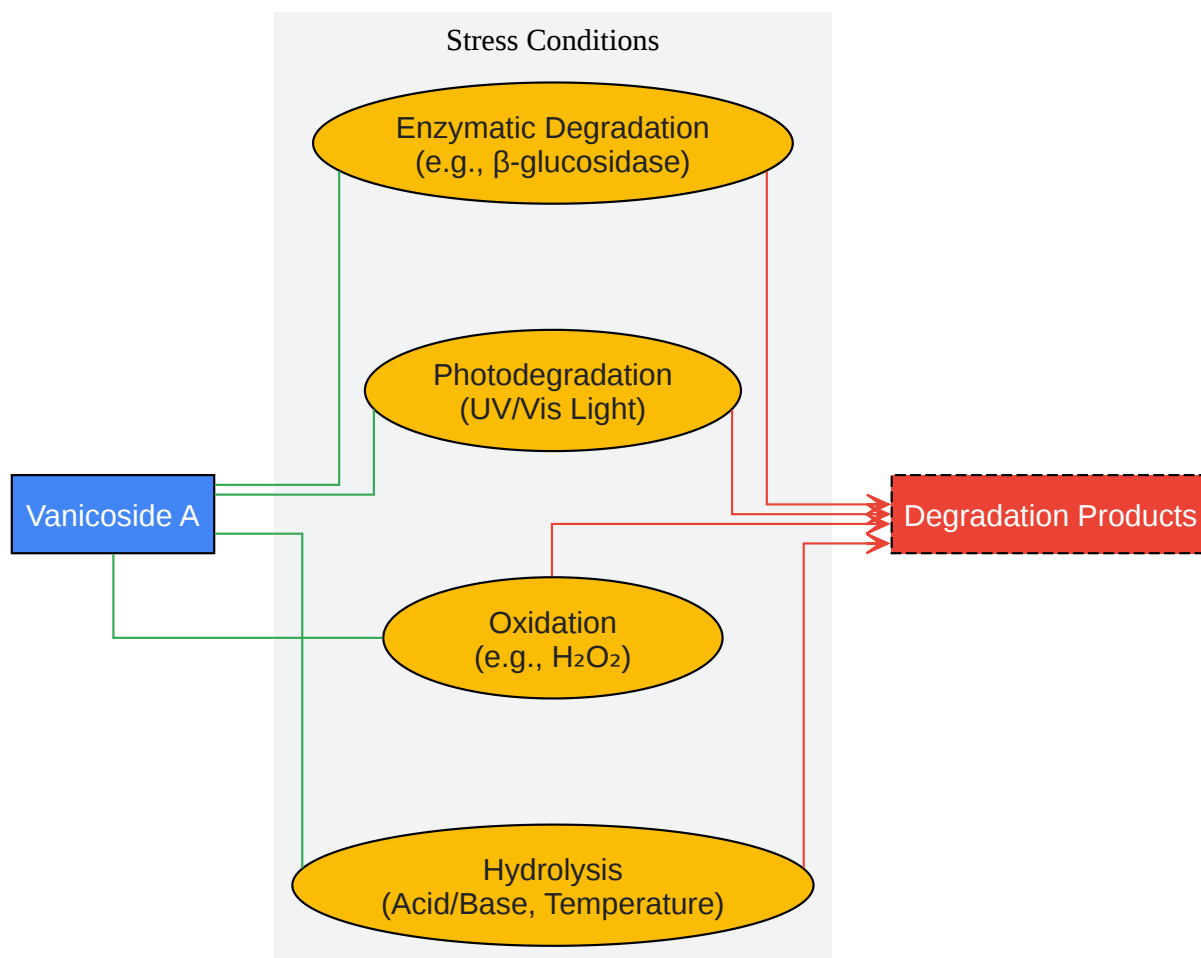 Stress Conditions
Enzymatic Degradation
(e.g., β-glucosidase)
Photodegradation
(UV/Vis Light)
Vanicoside A
Degradation Products
Oxidation
(e.g., H₂O₂)
Hydrolysis
(Acid/Base, Temperature)